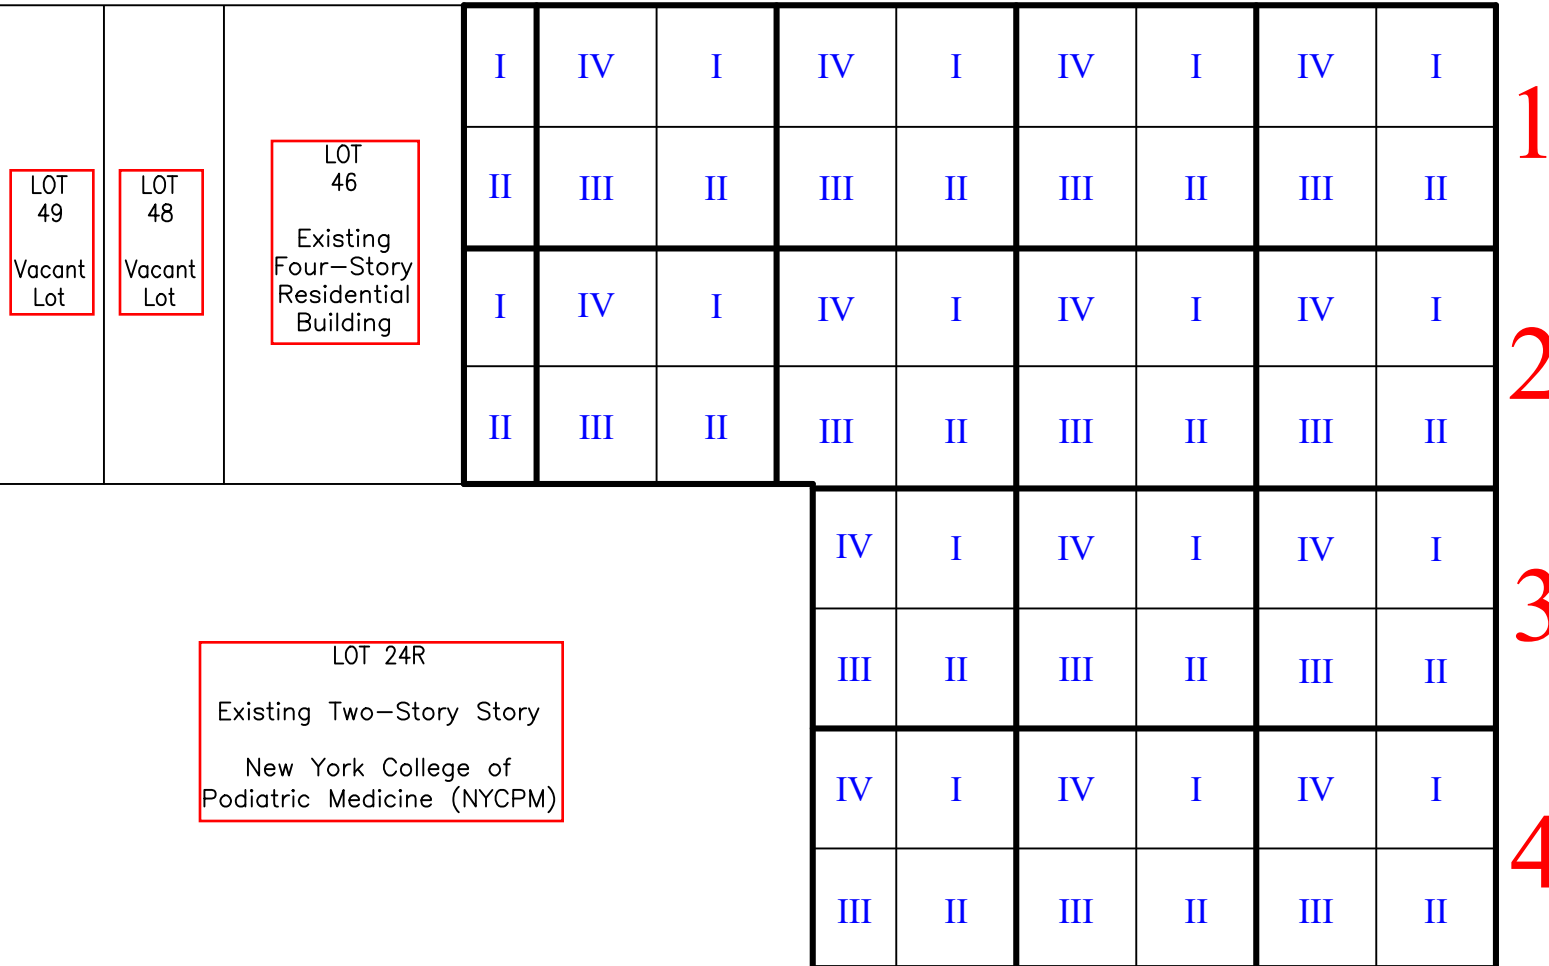 I IV I IV I IV I IV I
1
II III II III II III II III II
LOT
49
Vacant
Lot
LOT
48
Vacant
Lot
LOT
46
Existing
Four-Story
Residential
Building
I IV I IV I IV I IV I
2
II III II III II III II III II
IV I IV I IV I
3
III II III II III II
LOT 24R
Existing Two-Story Story
New York College of
Podiatric Medicine (NYCPM)
IV I IV I IV I
4
III II III II III II